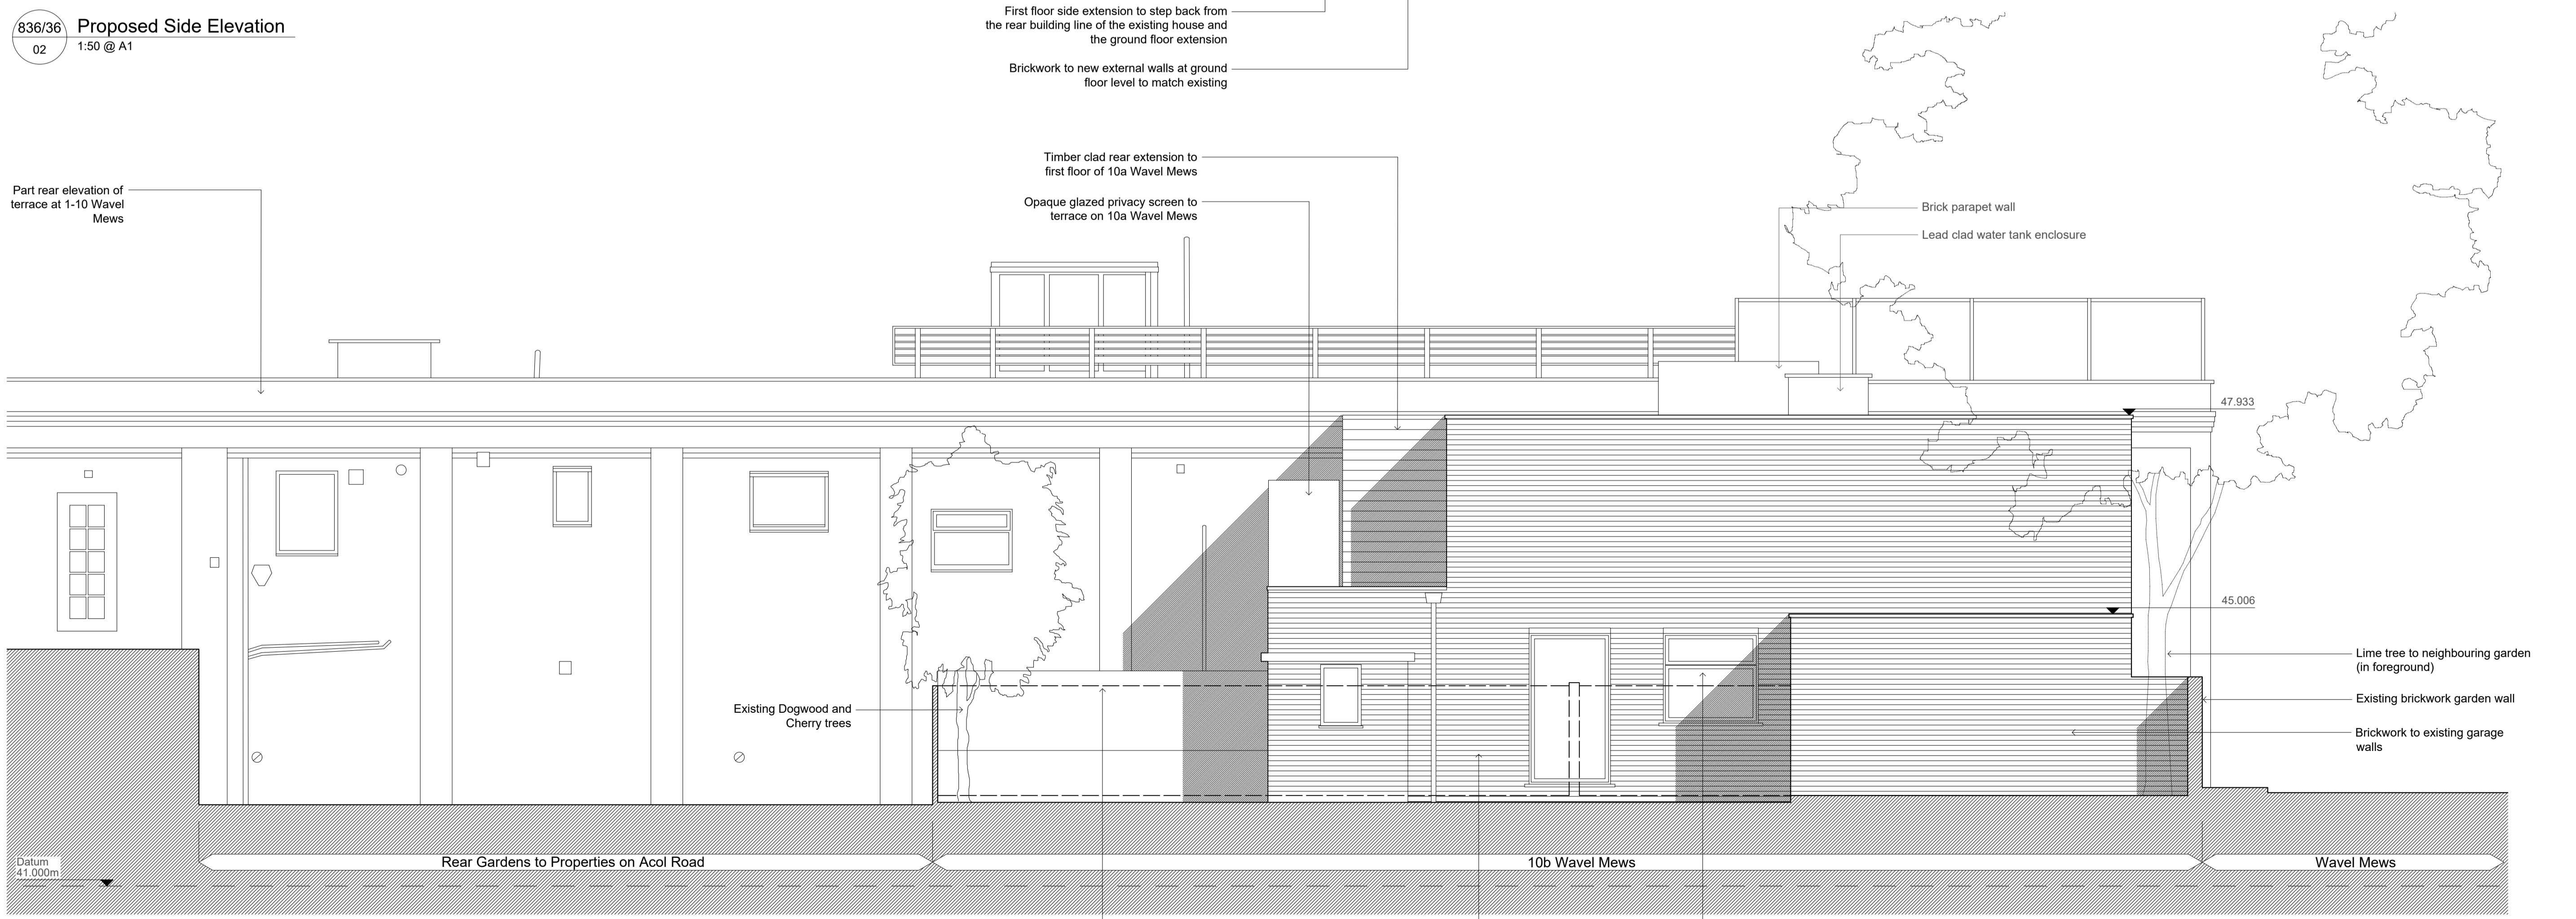 836/36
02
Proposed Side Elevation
1:50 @ A1
First floor side extension to step back from
the rear building line of the existing house and
the ground floor extension
Brickwork to new external walls at ground
floor level to match existing
Timber clad rear extension to
first floor of 10a Wavel Mews
Opaque glazed privacy screen to
terrace on 10a Wavel Mews
Part rear elevation of
terrace at 1-10 Wavel
Mews
Brick parapet wall
Lead clad water tank enclosure
47.933
45.006
Lime tree to neighbouring garden
(in foreground)
Existing brickwork garden wall
Brickwork to existing garage
walls
Existing Dogwood and
Cherry trees
Rear Gardens to Properties on Acol Road
10b Wavel Mews
Wavel Mews
Datum
41.000m